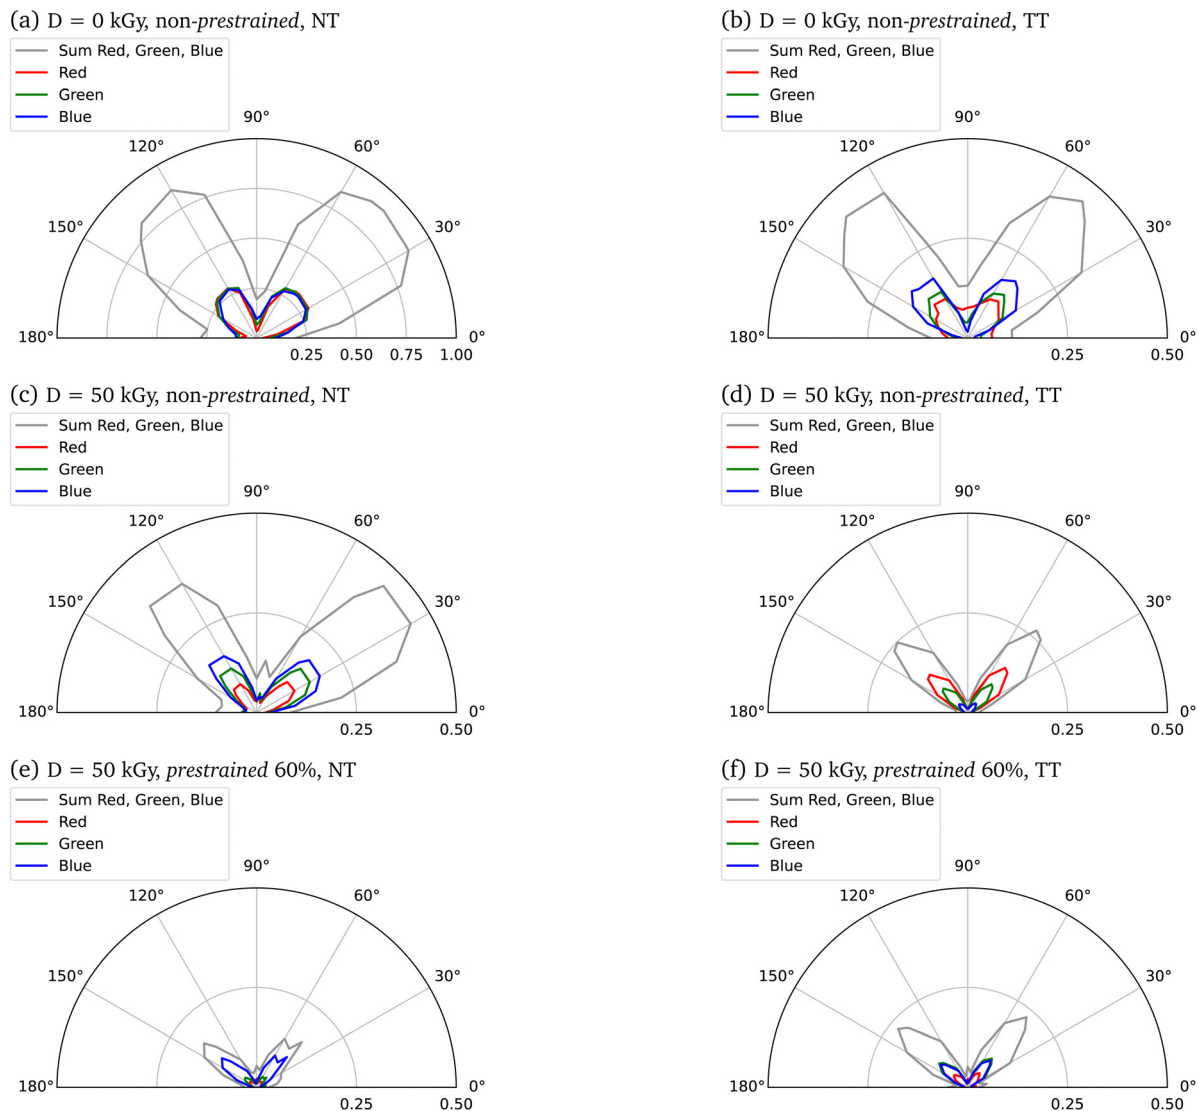 (a) D = 0 kGy, non-prestrained, NT
Sum Red, Green, Blue
Red
Green
Blue
90°
120°
60°
150°
30°
180°
0°
0.25
0.50
0.75
1.00
(b) D = 0 kGy, non-prestrained, TT
Sum Red, Green, Blue
Red
Green
Blue
90°
120°
60°
150°
30°
180°
0°
0.25
0.50
(c) D = 50 kGy, non-prestrained, NT
Sum Red, Green, Blue
Red
Green
Blue
90°
120°
60°
150°
30°
180°
0°
0.25
0.50
(d) D = 50 kGy, non-prestrained, TT
Sum Red, Green, Blue
Red
Green
Blue
90°
120°
60°
150°
30°
180°
0°
0.25
0.50
(e) D = 50 kGy, prestrained 60%, NT
Sum Red, Green, Blue
Red
Green
Blue
90°
120°
60°
150°
30°
180°
0°
0.25
0.50
(f) D = 50 kGy, prestrained 60%, TT
Sum Red, Green, Blue
Red
Green
Blue
90°
120°
60°
150°
30°
180°
0°
0.25
0.50